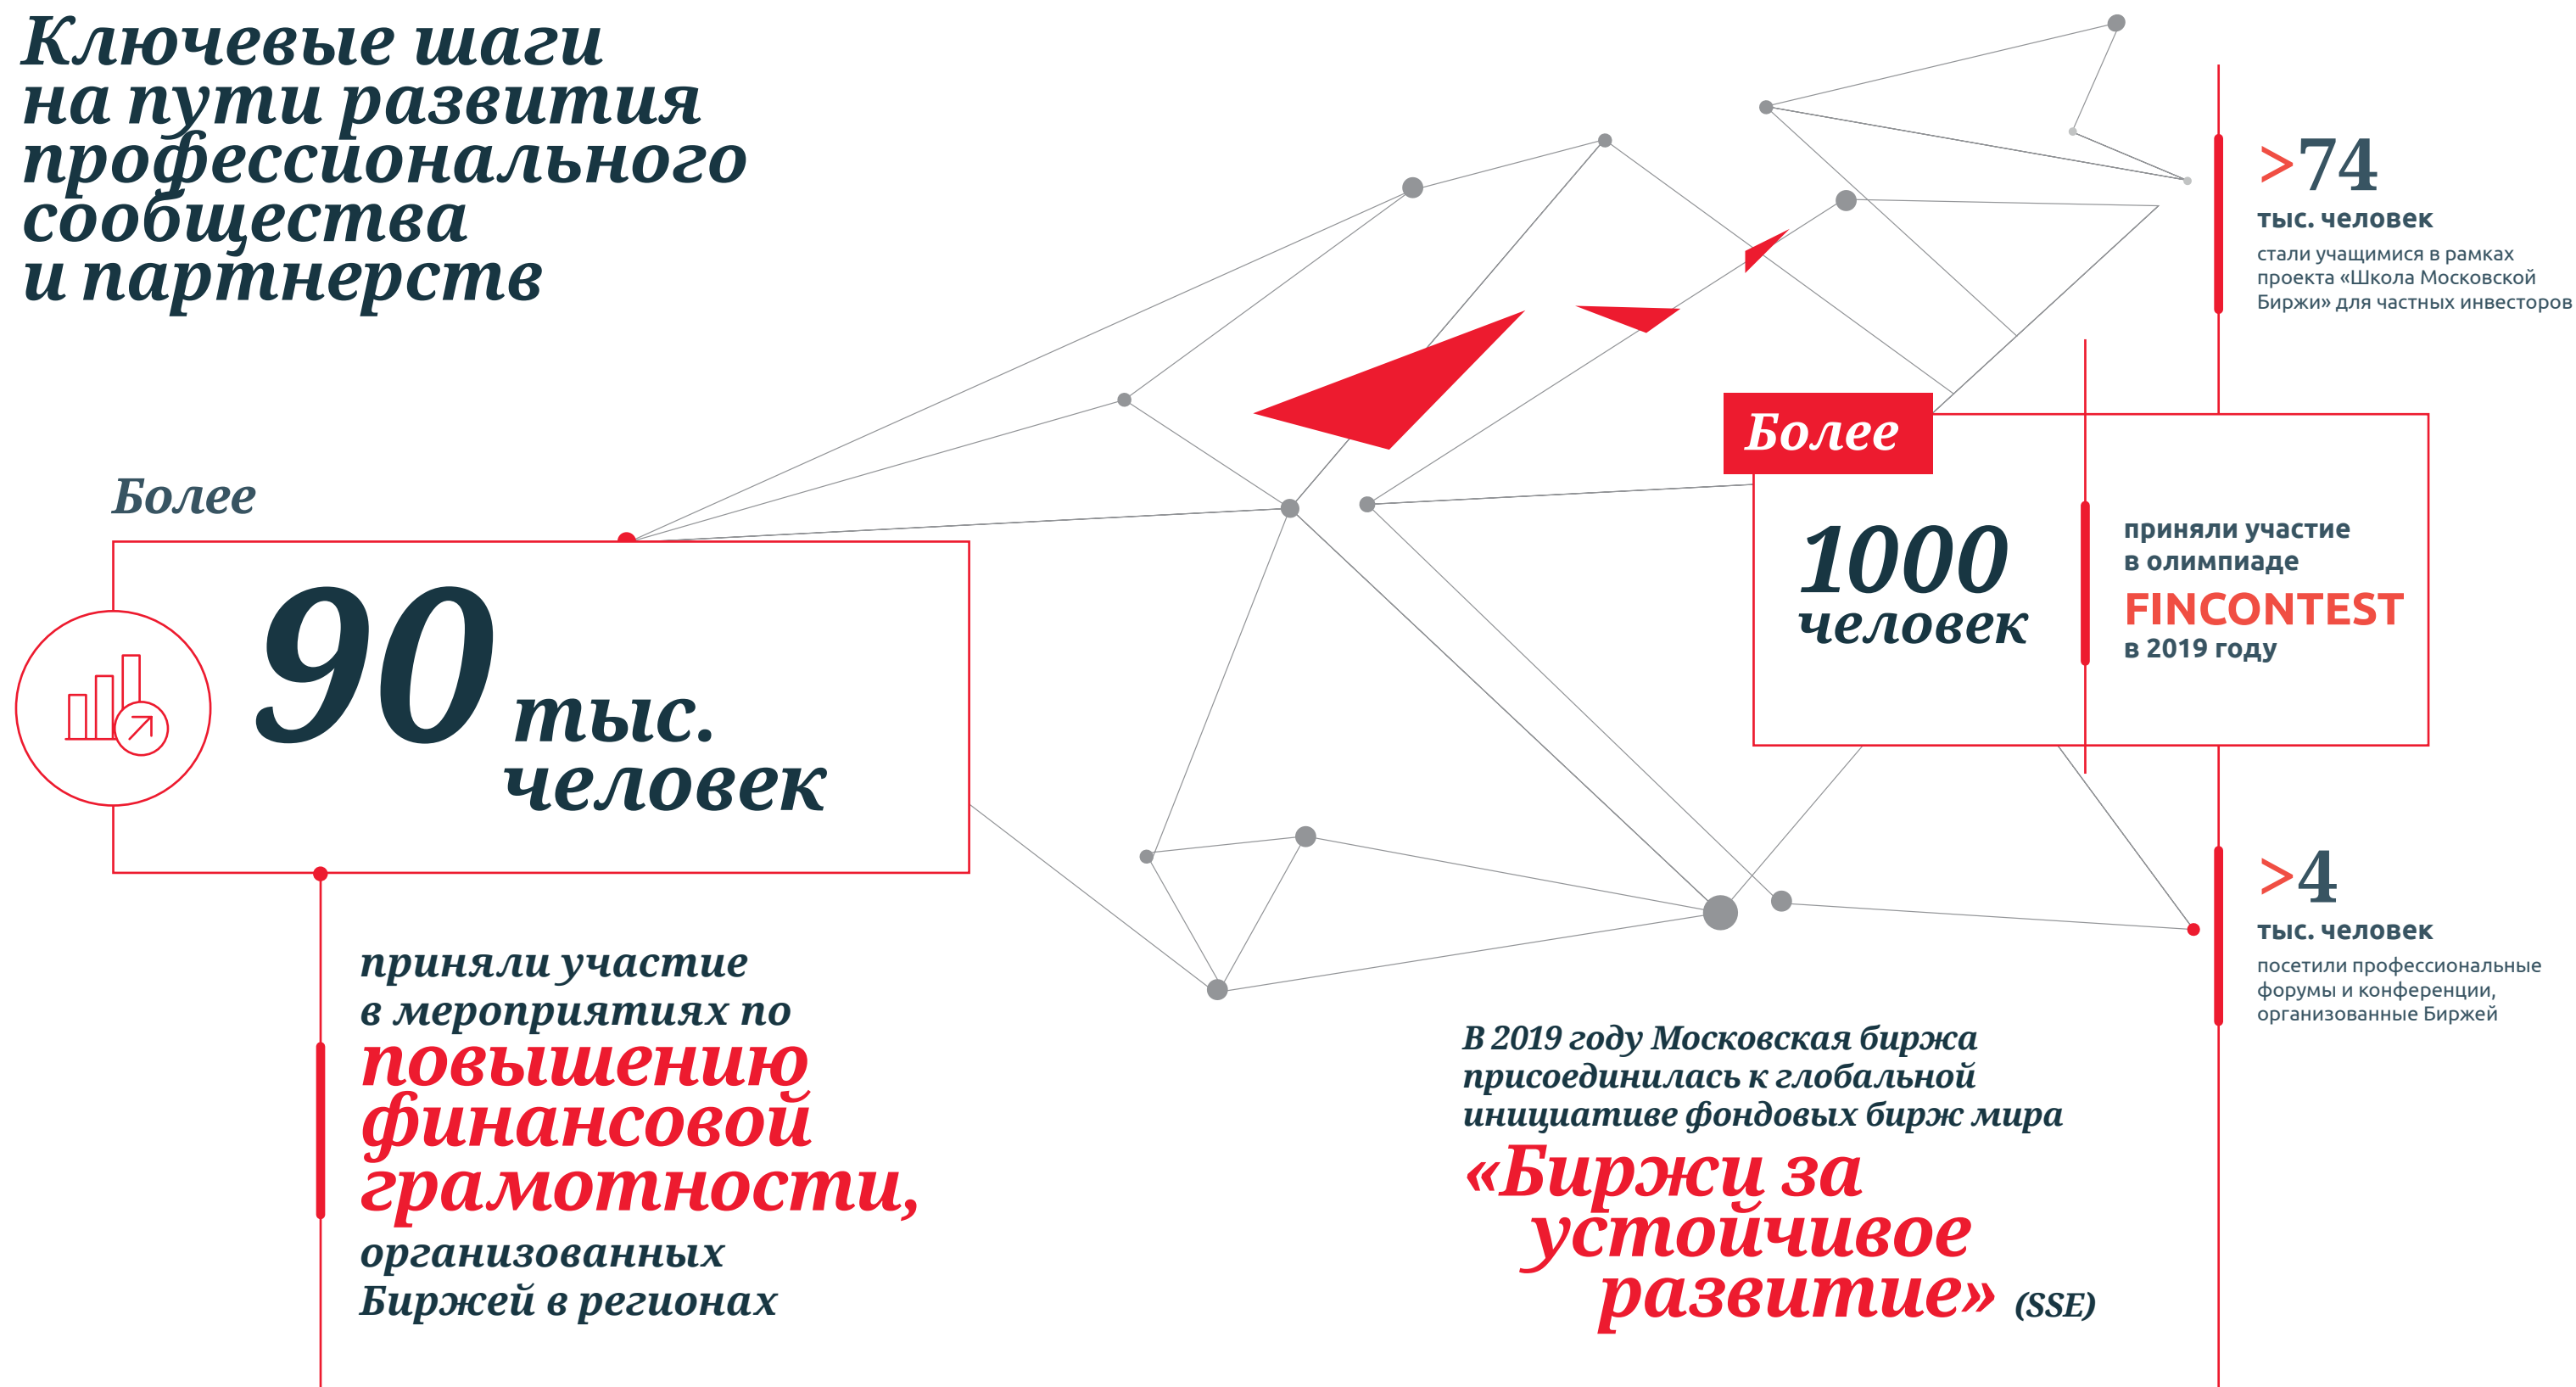 Ключевые шаги
на пути развития
профессионального
сообщества
и партнерств
Более
90 тыс.
человек
приняли участие
в мероприятиях по
повышению
финансовой
грамотности,
организованных
Биржей в регионах
>74
тыс. человек
стали учащимися в рамках
проекта «Школа Московской
Биржи» для частных инвесторов
Более
1000
человек
приняли участие
в олимпиаде
FINCONTEST
в 2019 году
>4
тыс. человек
посетили профессиональные
форумы и конференции,
организованные Биржей
В 2019 году Московская биржа
присоединилась к глобальной
инициативе фондовых бирж мира
«Биржи за
устойчивое
развитие» (SSE)